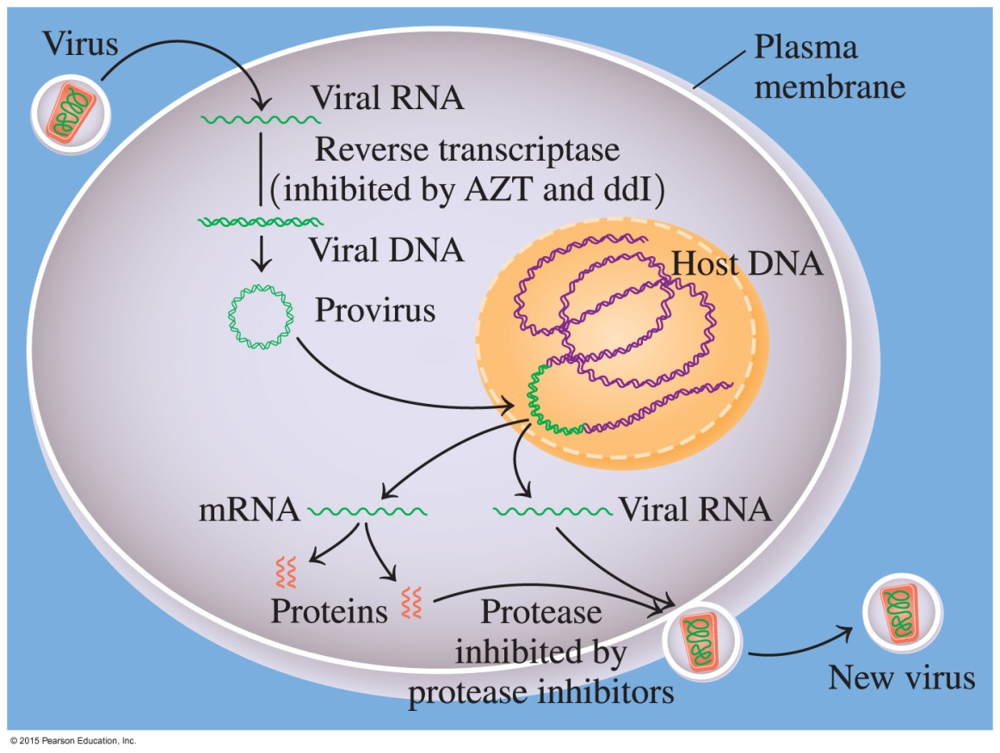 Virus
Plasma
membrane
Viral RNA
Reverse transcriptase
(inhibited by AZT and ddI)
Viral DNA
Host DNA
Provirus
mRNA
Viral RNA
Proteins
Protease
inhibited by
protease inhibitors
New virus
© 2015 Pearson Education, Inc.